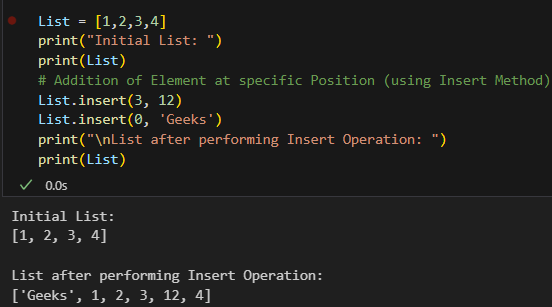 List = [1,2,3,4]
print("Initial List: ")
print(List)
# Addition of Element at specific Position (using Insert Method)
List.insert(3, 12)
List.insert(0, 'Geeks')
print("\nList after performing Insert Operation: ")
print(List)
0.0s
Initial List:
[1, 2, 3, 4]
List after performing Insert Operation:
['Geeks', 1, 2, 3, 12, 4]